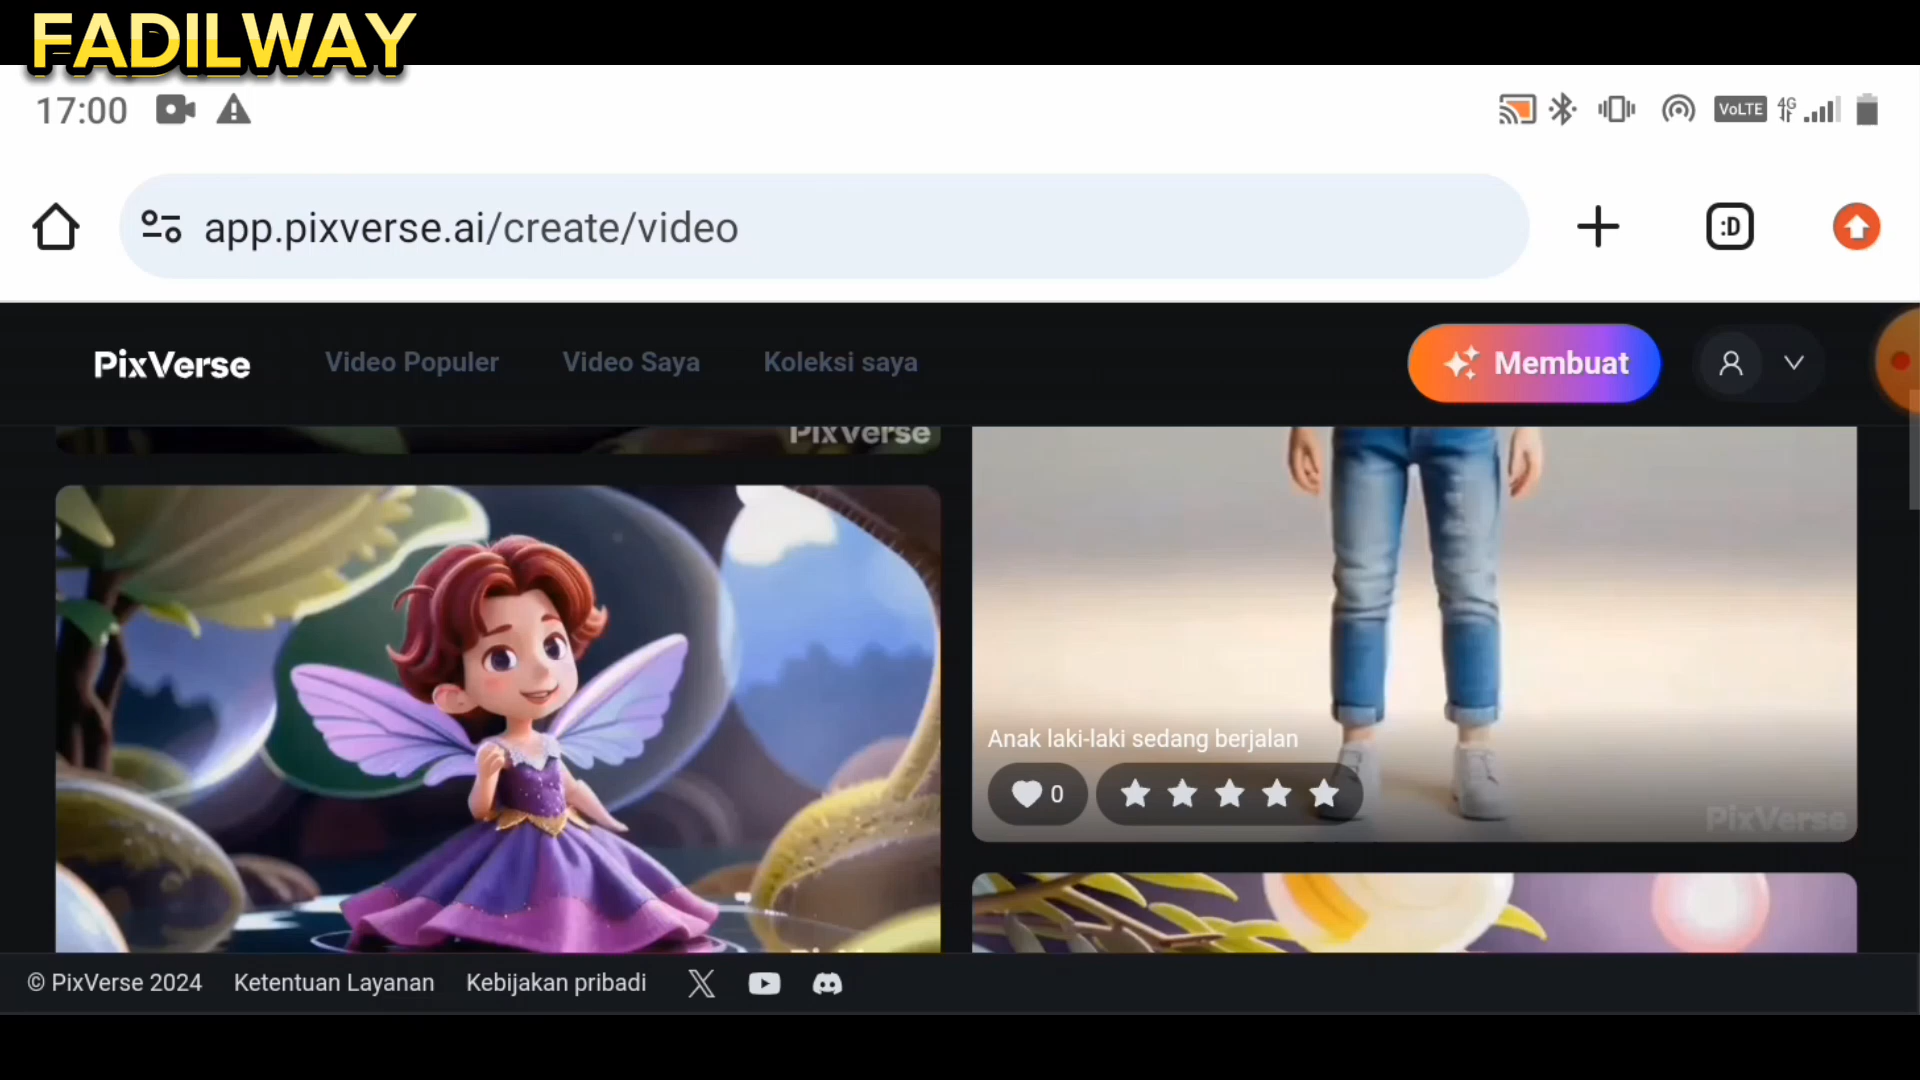 FADILWAY
17:00
VoLTE 4G
app.pixverse.ai/create/video
:D
PixVerse
Video Populer
Video Saya
Koleksi saya
Membuat
PixVerse
Anak laki-laki sedang berjalan
0
PixVerse
© PixVerse 2024
Ketentuan Layanan
Kebijakan pribadi